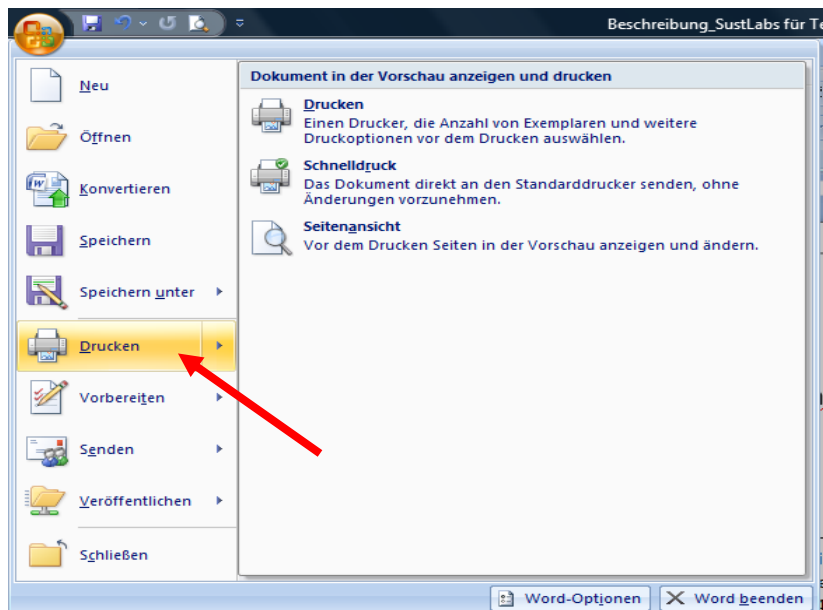 Beschreibung_SustLabs für Te
Neu
Öffnen
Konvertieren
Speichern
Speichern unter
Drucken
Vorbereiten
Senden
Veröffentlichen
Schließen
Dokument in der Vorschau anzeigen und drucken
Drucken
Einen Drucker, die Anzahl von Exemplaren und weitere
Druckoptionen vor dem Drucken auswählen.
Schnelldruck
Das Dokument direkt an den Standarddrucker senden, ohne
Änderungen vorzunehmen.
Seitenansicht
Vor dem Drucken Seiten in der Vorschau anzeigen und ändern.
Word-Optionen
Word beenden